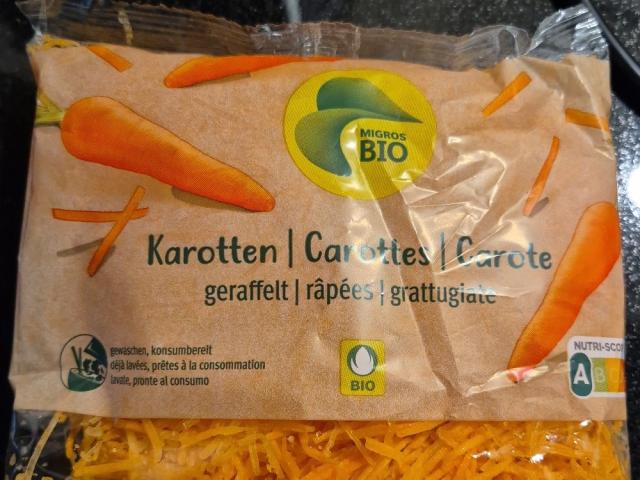 MIGROS
BIO
Karotten | Carottes | Carote
geraffelt | râpées | grattugiate
gewaschen, konsumbereit
déjà lavées, prêtes à la consommation
lavate, pronte al consumo
BIO
NUTRI-SCO
A B